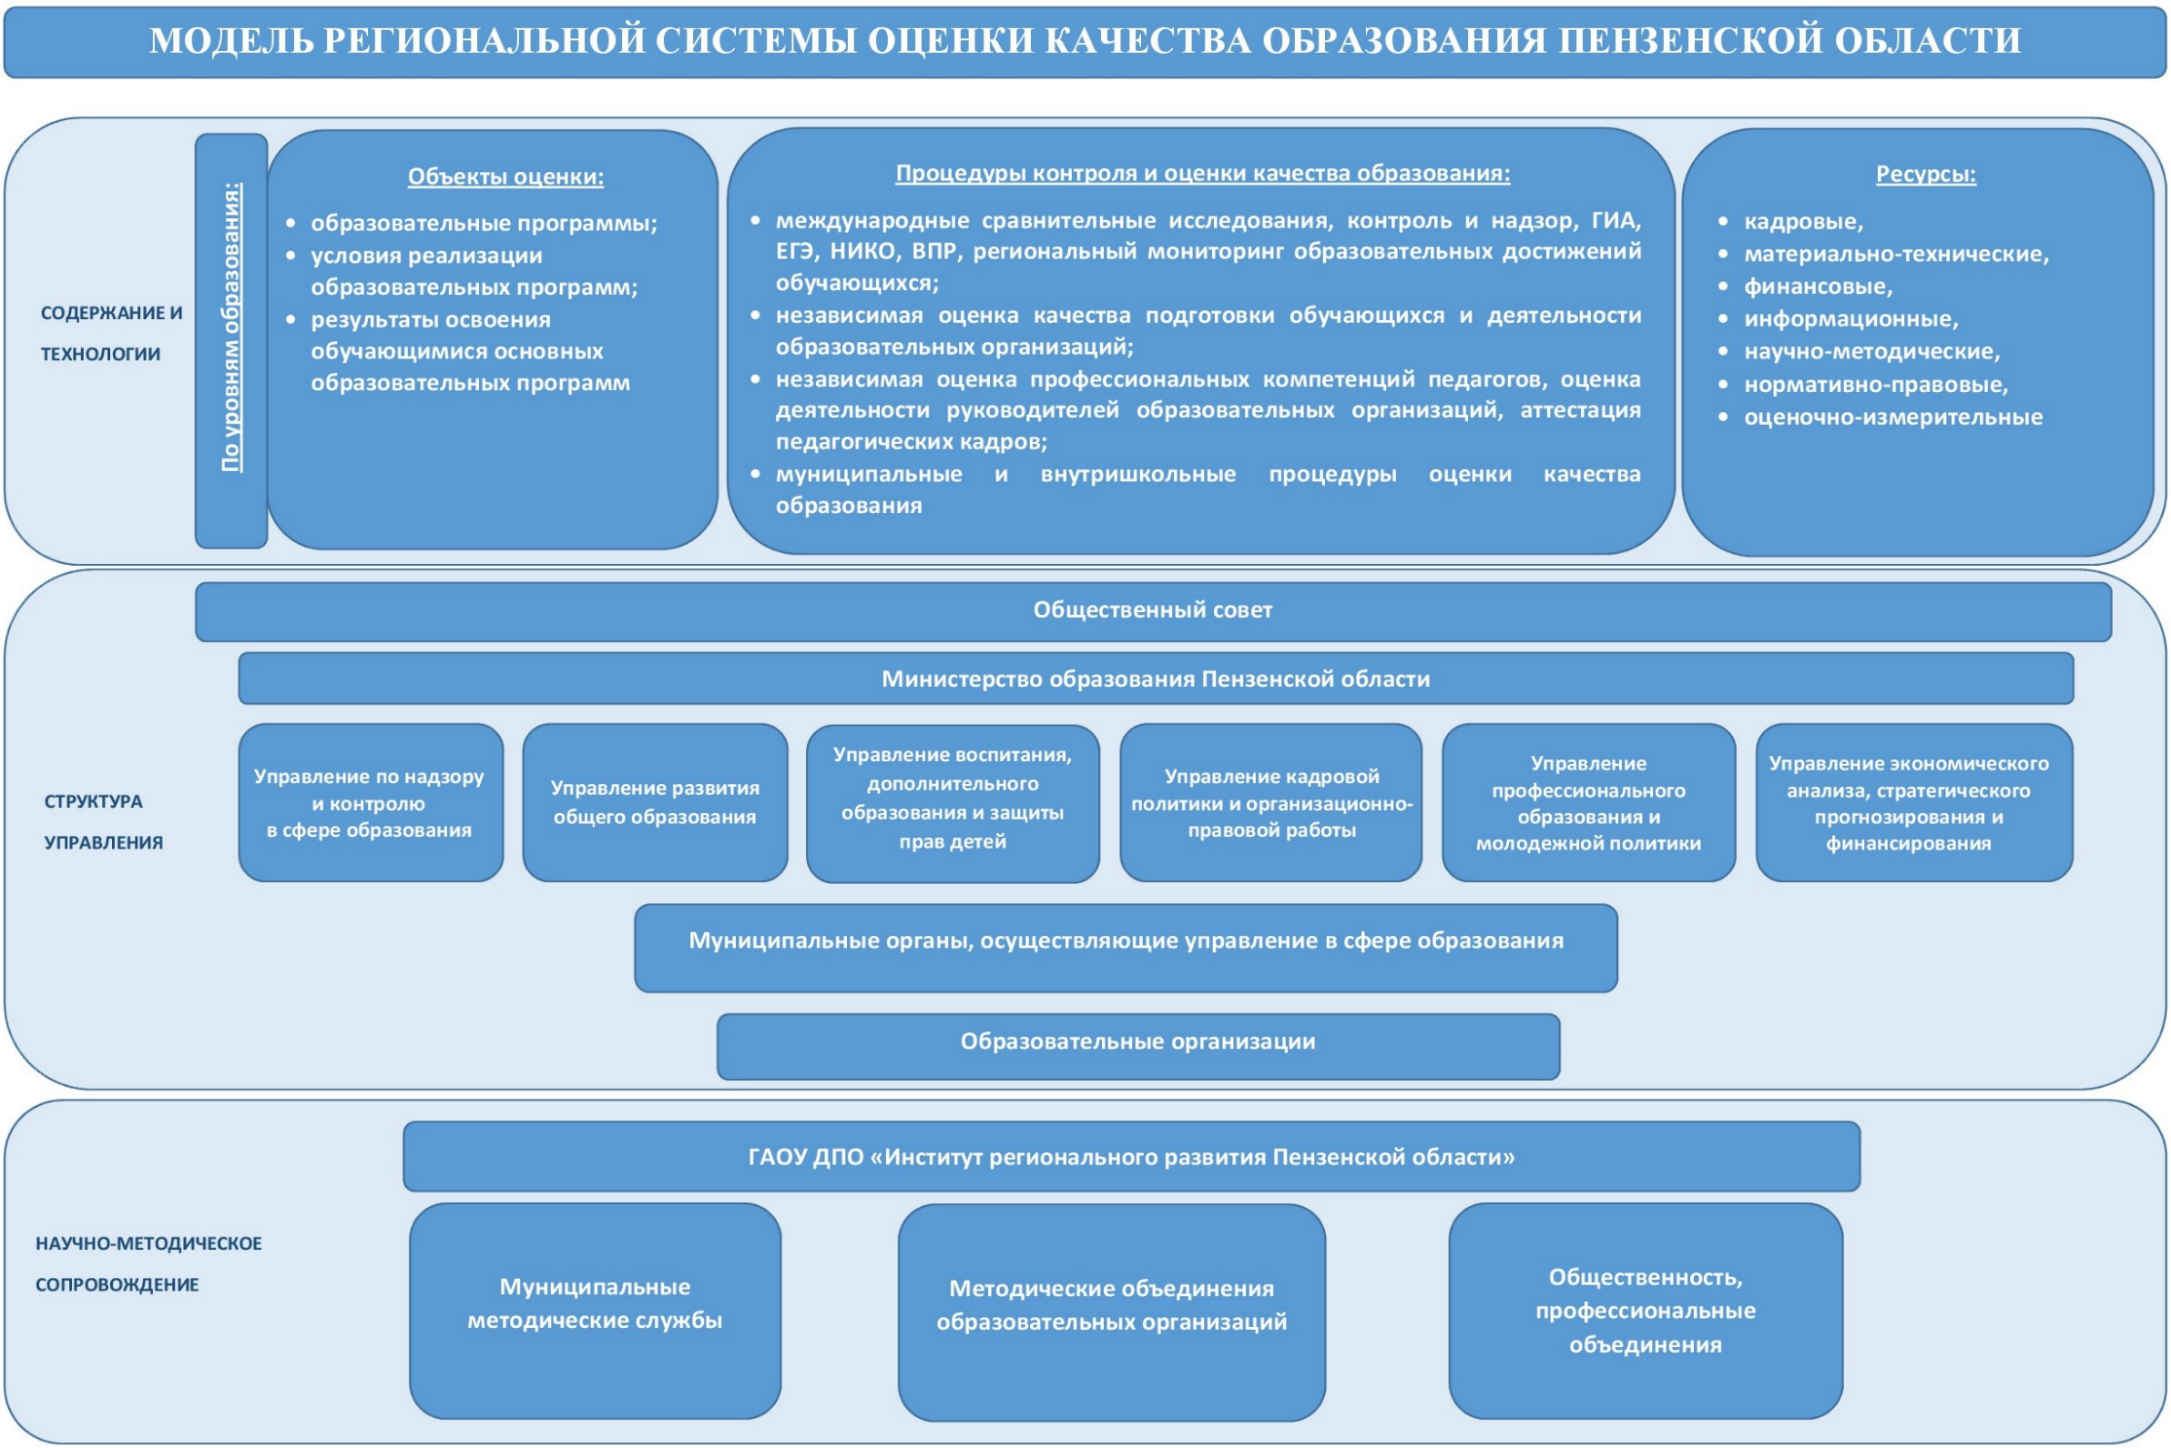 МОДЕЛЬ РЕГИОНАЛЬНОЙ СИСТЕМЫ ОЦЕНКИ КАЧЕСТВА ОБРАЗОВАНИЯ ПЕНЗЕНСКОЙ ОБЛАСТИ
СОДЕРЖАНИЕ И
ТЕХНОЛОГИИ
По уровням образования:
Объекты оценки:
• образовательные программы;
• условия реализации
образовательных программ;
• результаты освоения
обучающимися основных
образовательных программ
Процедуры контроля и оценки качества образования:
• международные сравнительные исследования, контроль и надзор, ГИА,
ЕГЭ, НИКО, ВПР, региональный мониторинг образовательных достижений
обучающихся;
• независимая оценка качества подготовки обучающихся и деятельности
образовательных организаций;
• независимая оценка профессиональных компетенций педагогов, оценка
деятельности руководителей образовательных организаций, аттестация
педагогических кадров;
• муниципальные и внутришкольные процедуры оценки качества
образования
Ресурсы:
• кадровые,
• материально-технические,
• финансовые,
• информационные,
• научно-методические,
• нормативно-правовые,
• оценочно-измерительные
СТРУКТУРА
УПРАВЛЕНИЯ
Общественный совет
Министерство образования Пензенской области
Управление по надзору
и контролю
в сфере образования
Управление развития
общего образования
Управление воспитания,
дополнительного
образования и защиты
прав детей
Управление кадровой
политики и организационно-
правовой работы
Управление
профессионального
образования и
молодежной политики
Управление экономического
анализа, стратегического
прогнозирования и
финансирования
Муниципальные органы, осуществляющие управление в сфере образования
Образовательные организации
НАУЧНО-МЕТОДИЧЕСКОЕ
СОПРОВОЖДЕНИЕ
ГАОУ ДПО «Институт регионального развития Пензенской области»
Муниципальные
методические службы
Методические объединения
образовательных организаций
Общественность,
профессиональные
объединения